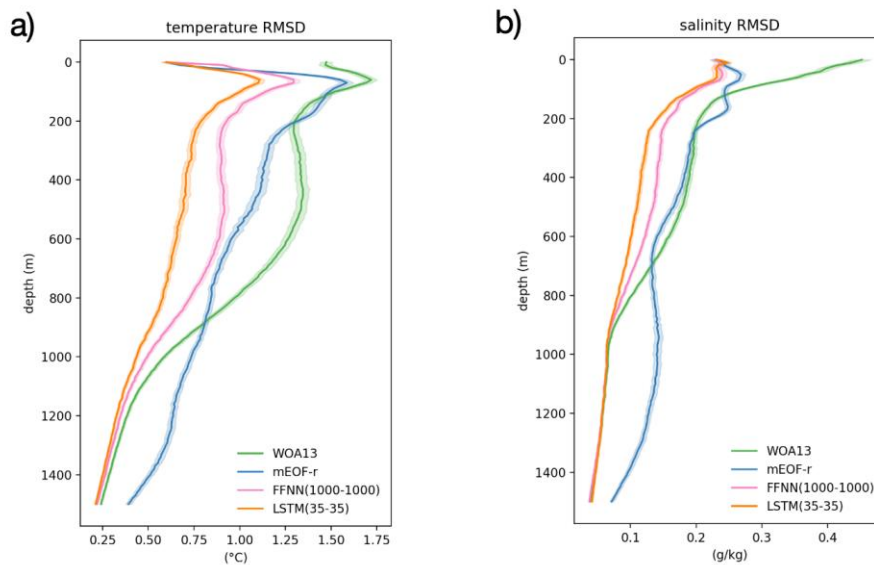 a)
temperature RMSD
0
200
400
600
800
1000
1200
1400
depth (m)
0.25 0.50 0.75 1.00 1.25 1.50 1.75
(°C)
WOA13
mEOF-r
FFNN(1000-1000)
LSTM(35-35)
b)
salinity RMSD
0
200
400
600
800
1000
1200
1400
depth (m)
0.1 0.2 0.3 0.4
(g/kg)
WOA13
mEOF-r
FFNN(1000-1000)
LSTM(35-35)